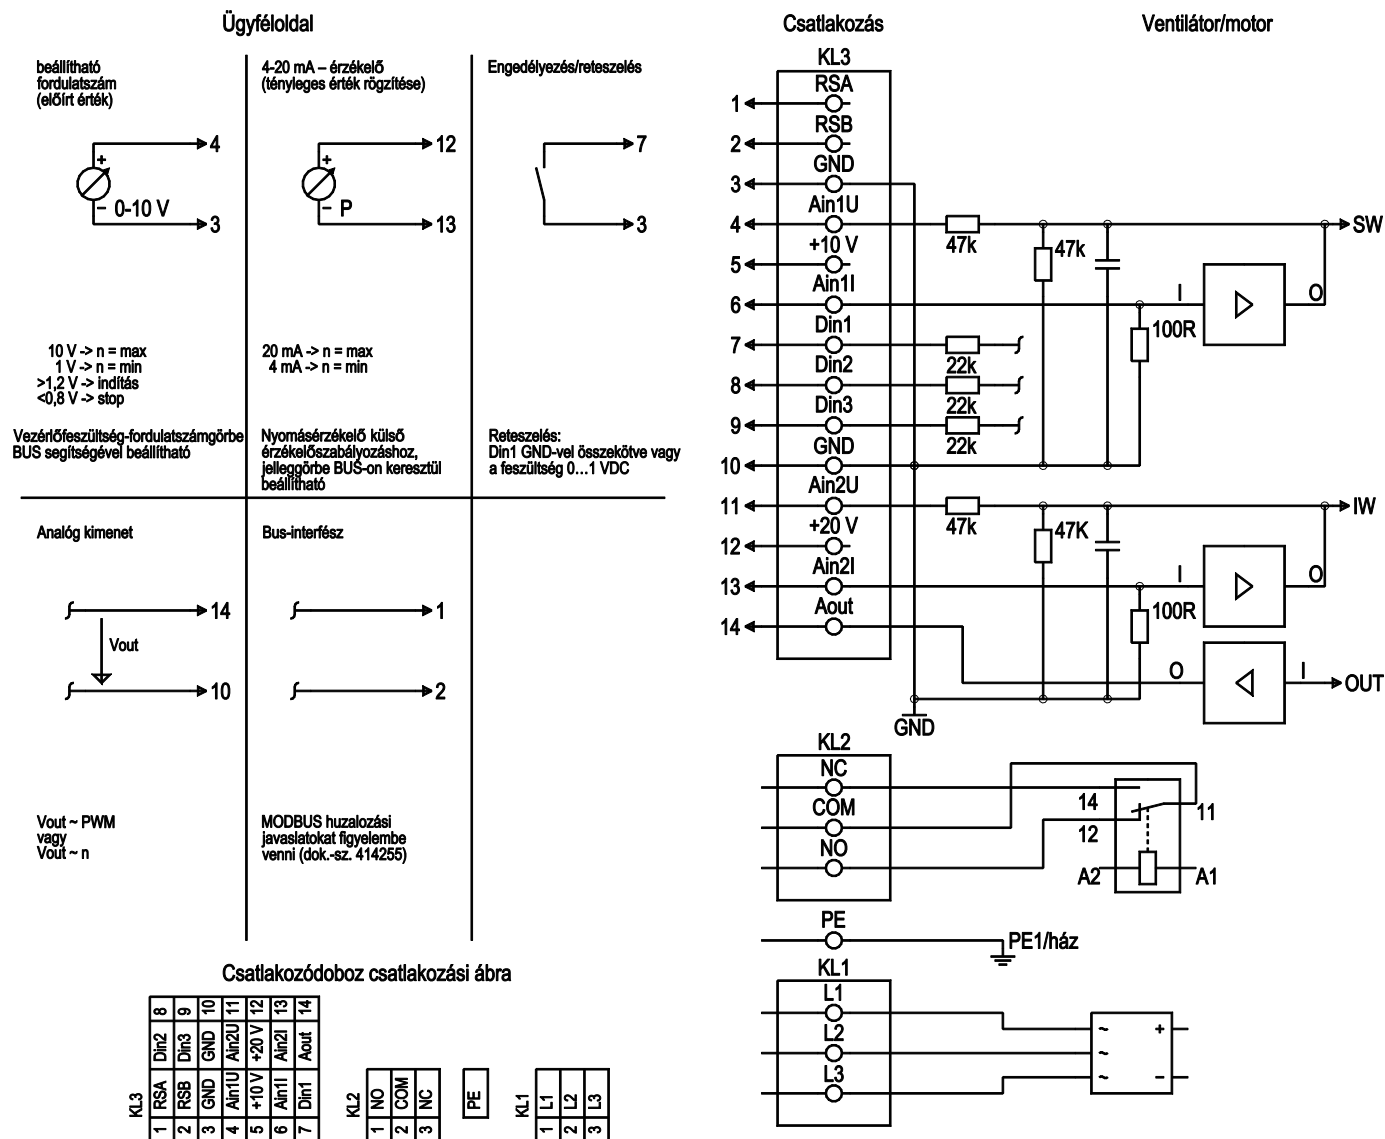 Ügyféloldal
beállítható
fordulatszám
(előírt érték)
4
+
0-10 V
−
3
10 V -> n = max
1 V -> n = min
>1,2 V -> indítás
<0,8 V -> stop
Vezérlőfeszültség-fordulatszámgörbe
BUS segítségével beállítható
4-20 mA – érzékelő
(tényleges érték rögzítése)
12
+
− P
13
20 mA -> n = max
4 mA -> n = min
Nyomásérzékelő külső
érzékelőszabályozáshoz,
jelleggörbe BUS-on keresztül
beállítható
Engedélyezés/reteszelés
7
3
Reteszelés:
Din1 GND-vel összekötve vagy
a feszültség 0…1 VDC
Analóg kimenet
14
Vout
10
Vout ~ PWM
vagy
Vout ~ n
Bus-interfész
1
2
MODBUS huzalozási
javaslatokat figyelembe
venni (dok.-sz. 414255)
Csatlakozás
Ventilátor/motor
KL3
RSA
1
RSB
2
GND
3
Ain1U
4
47k
47k
SW
+10 V
5
Ain1I
6
I
O
100R
Din1
7
22k
Din2
8
22k
Din3
9
22k
GND
10
Ain2U
11
47k
47K
IW
+20 V
12
Ain2I
13
I
O
100R
Aout
14
O
I
OUT
GND
KL2
NC
COM
NO
14
11
12
A2
A1
PE
PE1/ház
KL1
L1
L2
L3
~
~
~
+
−
Csatlakozódoboz csatlakozási ábra
KL3
1 RSA Din2 8
2 RSB Din3 9
3 GND GND 10
4 Ain1U Ain2U 11
5 +10 V +20 V 12
6 Ain1I Ain2I 13
7 Din1 Aout 14
KL2
1 NO
2 COM
3 NC
PE
KL1
1 L1
2 L2
3 L3